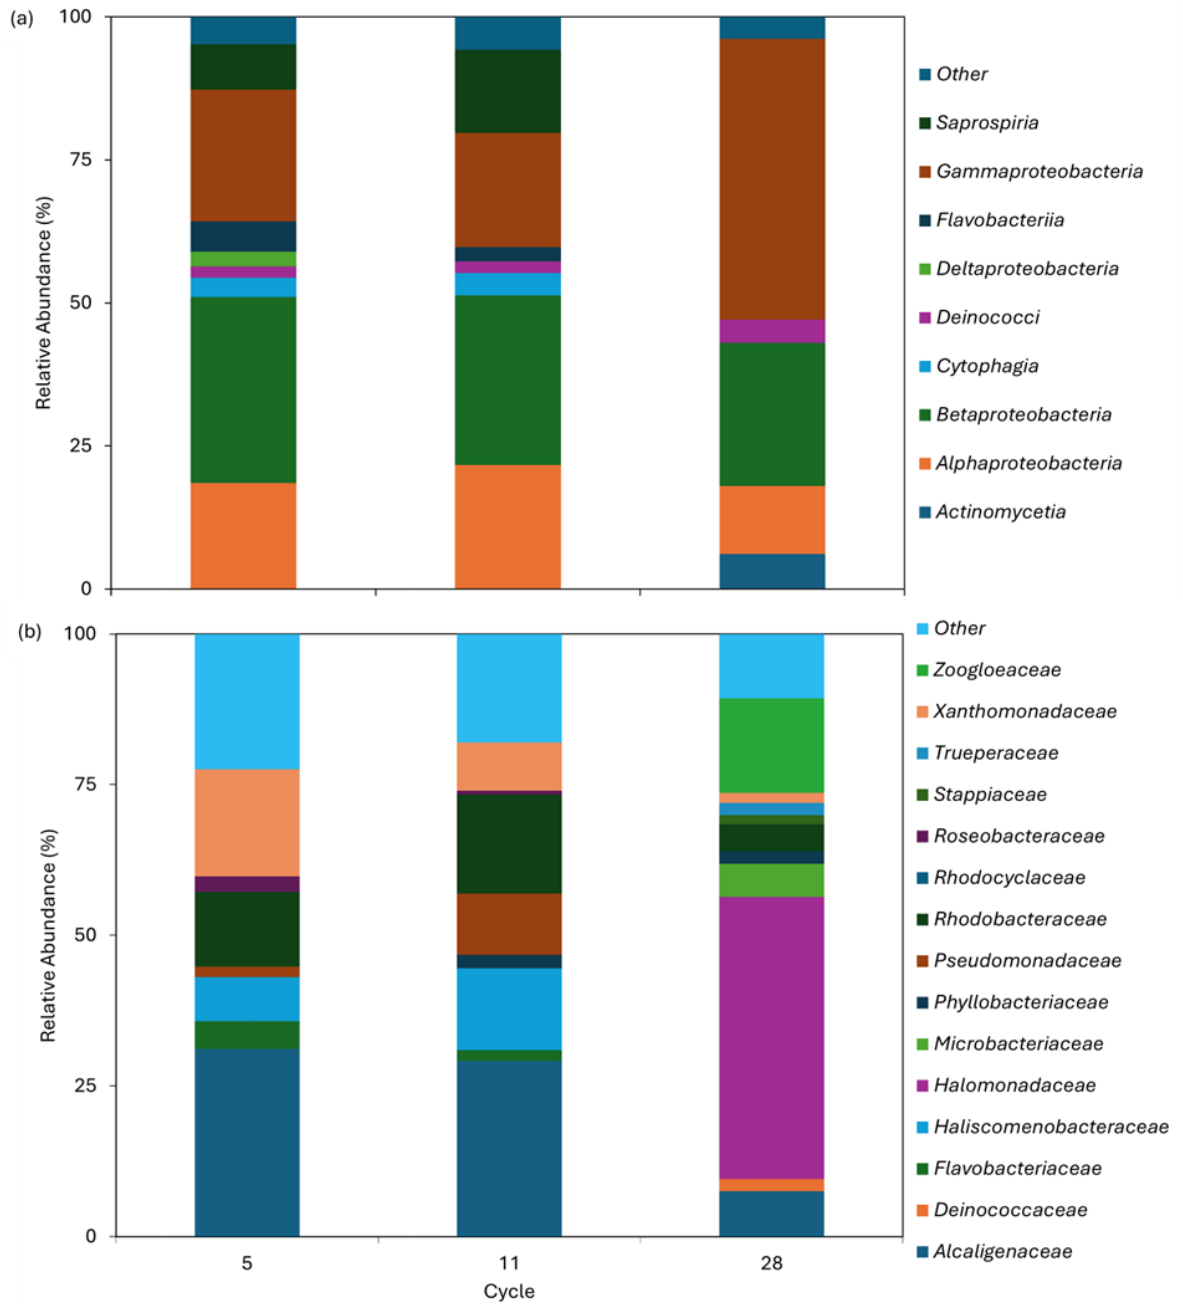 (a)
100
75
50
25
0
Relative Abundance (%)
Other
Saprospiria
Gammaproteobacteria
Flavobacteriia
Deltaproteobacteria
Deinococci
Cytophagia
Betaproteobacteria
Alphaproteobacteria
Actinomycetia
(b)
100
75
50
25
0
Relative Abundance (%)
5
11
28
Cycle
Other
Zoogloeaceae
Xanthomonadaceae
Trueperaceae
Stappiaceae
Roseobacteraceae
Rhodocyclaceae
Rhodobacteraceae
Pseudomonadaceae
Phyllobacteriaceae
Microbacteriaceae
Halomonadaceae
Haliscomenobacteraceae
Flavobacteriaceae
Deinococcaceae
Alcaligenaceae